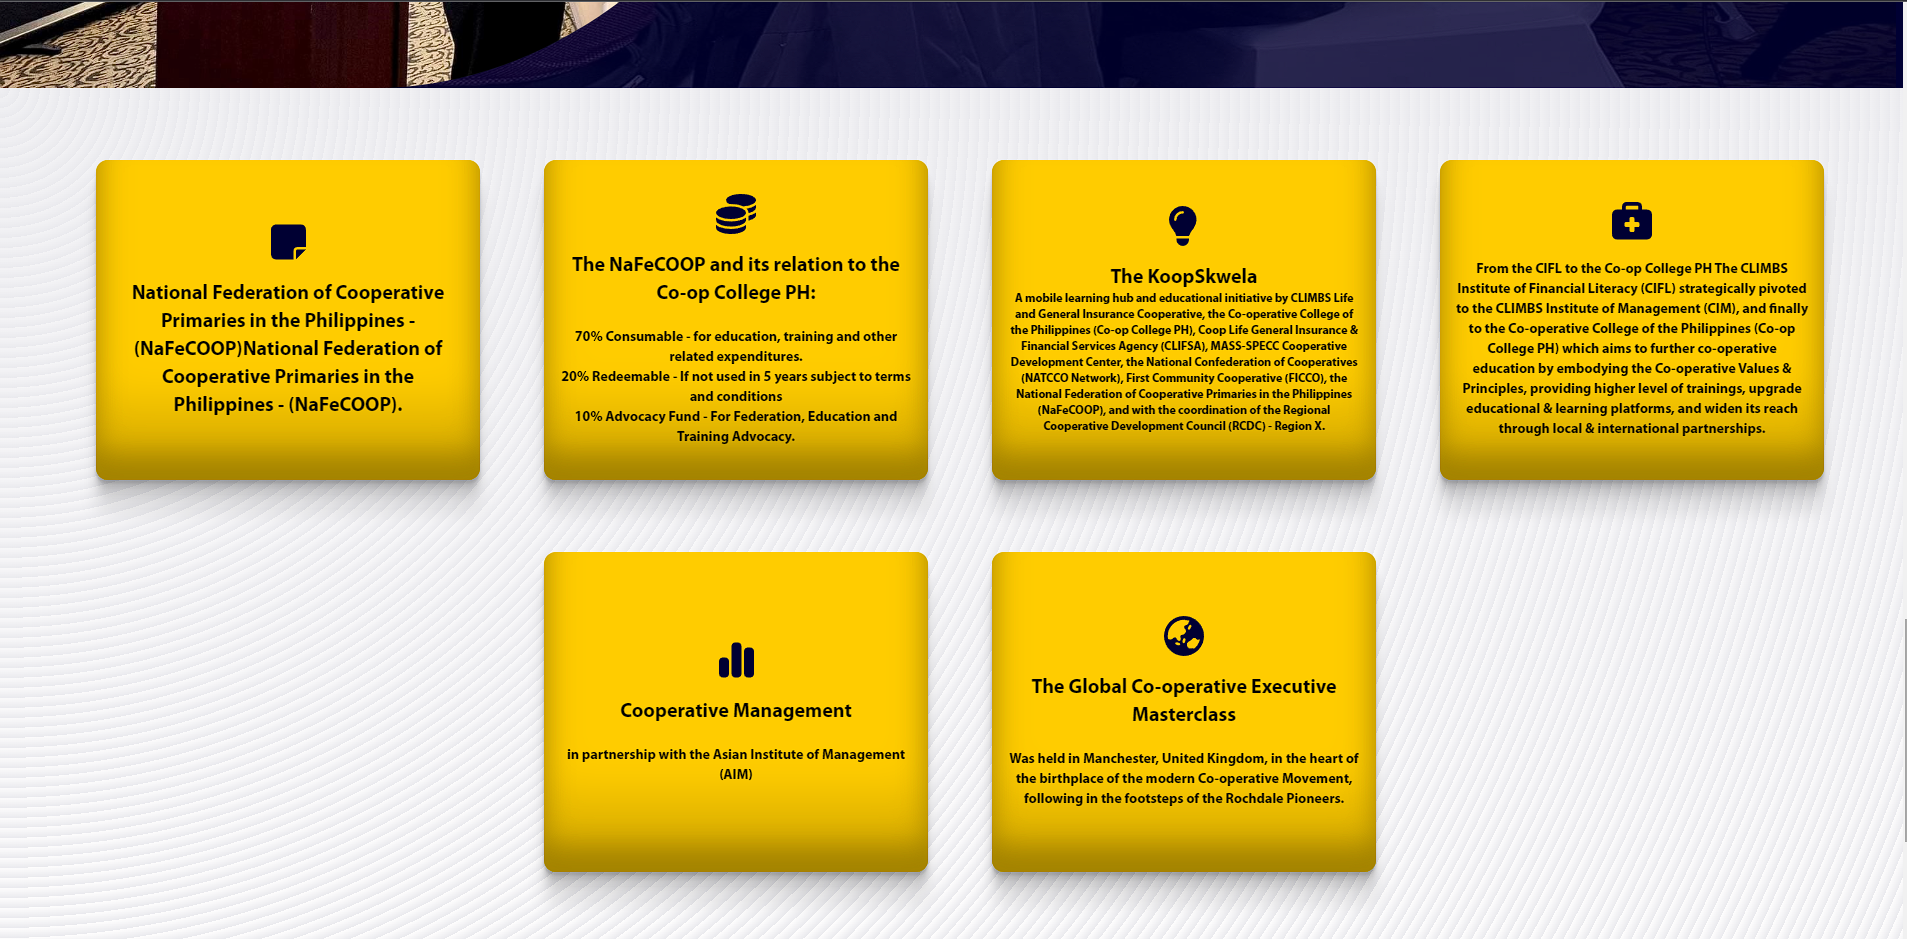 National Federation of Cooperative
Primaries in the Philippines -
(NaFeCOOP)National Federation of
Cooperative Primaries in the
Philippines - (NaFeCOOP).
The NaFeCOOP and its relation to the
Co-op College PH:
70% Consumable - for education, training and other
related expenditures.
20% Redeemable - If not used in 5 years subject to terms
and conditions
10% Advocacy Fund - For Federation, Education and
Training Advocacy.
The KoopSkwela
A mobile learning hub and educational initiative by CLIMBS Life
and General Insurance Cooperative, the Co-operative College of
the Philippines (Co-op College PH), Coop Life General Insurance &
Financial Services Agency (CLIFSA), MASS-SPECC Cooperative
Development Center, the National Confederation of Cooperatives
(NATCCO Network), First Community Cooperative (FICCO), the
National Federation of Cooperative Primaries in the Philippines
(NaFeCOOP), and with the coordination of the Regional
Cooperative Development Council (RCDC) - Region X.
From the CIFL to the Co-op College PH The CLIMBS
Institute of Financial Literacy (CIFL) strategically pivoted
to the CLIMBS Institute of Management (CIM), and finally
to the Co-operative College of the Philippines (Co-op
College PH) which aims to further co-operative
education by embodying the Co-operative Values &
Principles, providing higher level of trainings, upgrade
educational & learning platforms, and widen its reach
through local & international partnerships.
Cooperative Management
in partnership with the Asian Institute of Management
(AIM)
The Global Co-operative Executive
Masterclass
Was held in Manchester, United Kingdom, in the heart of
the birthplace of the modern Co-operative Movement,
following in the footsteps of the Rochdale Pioneers.